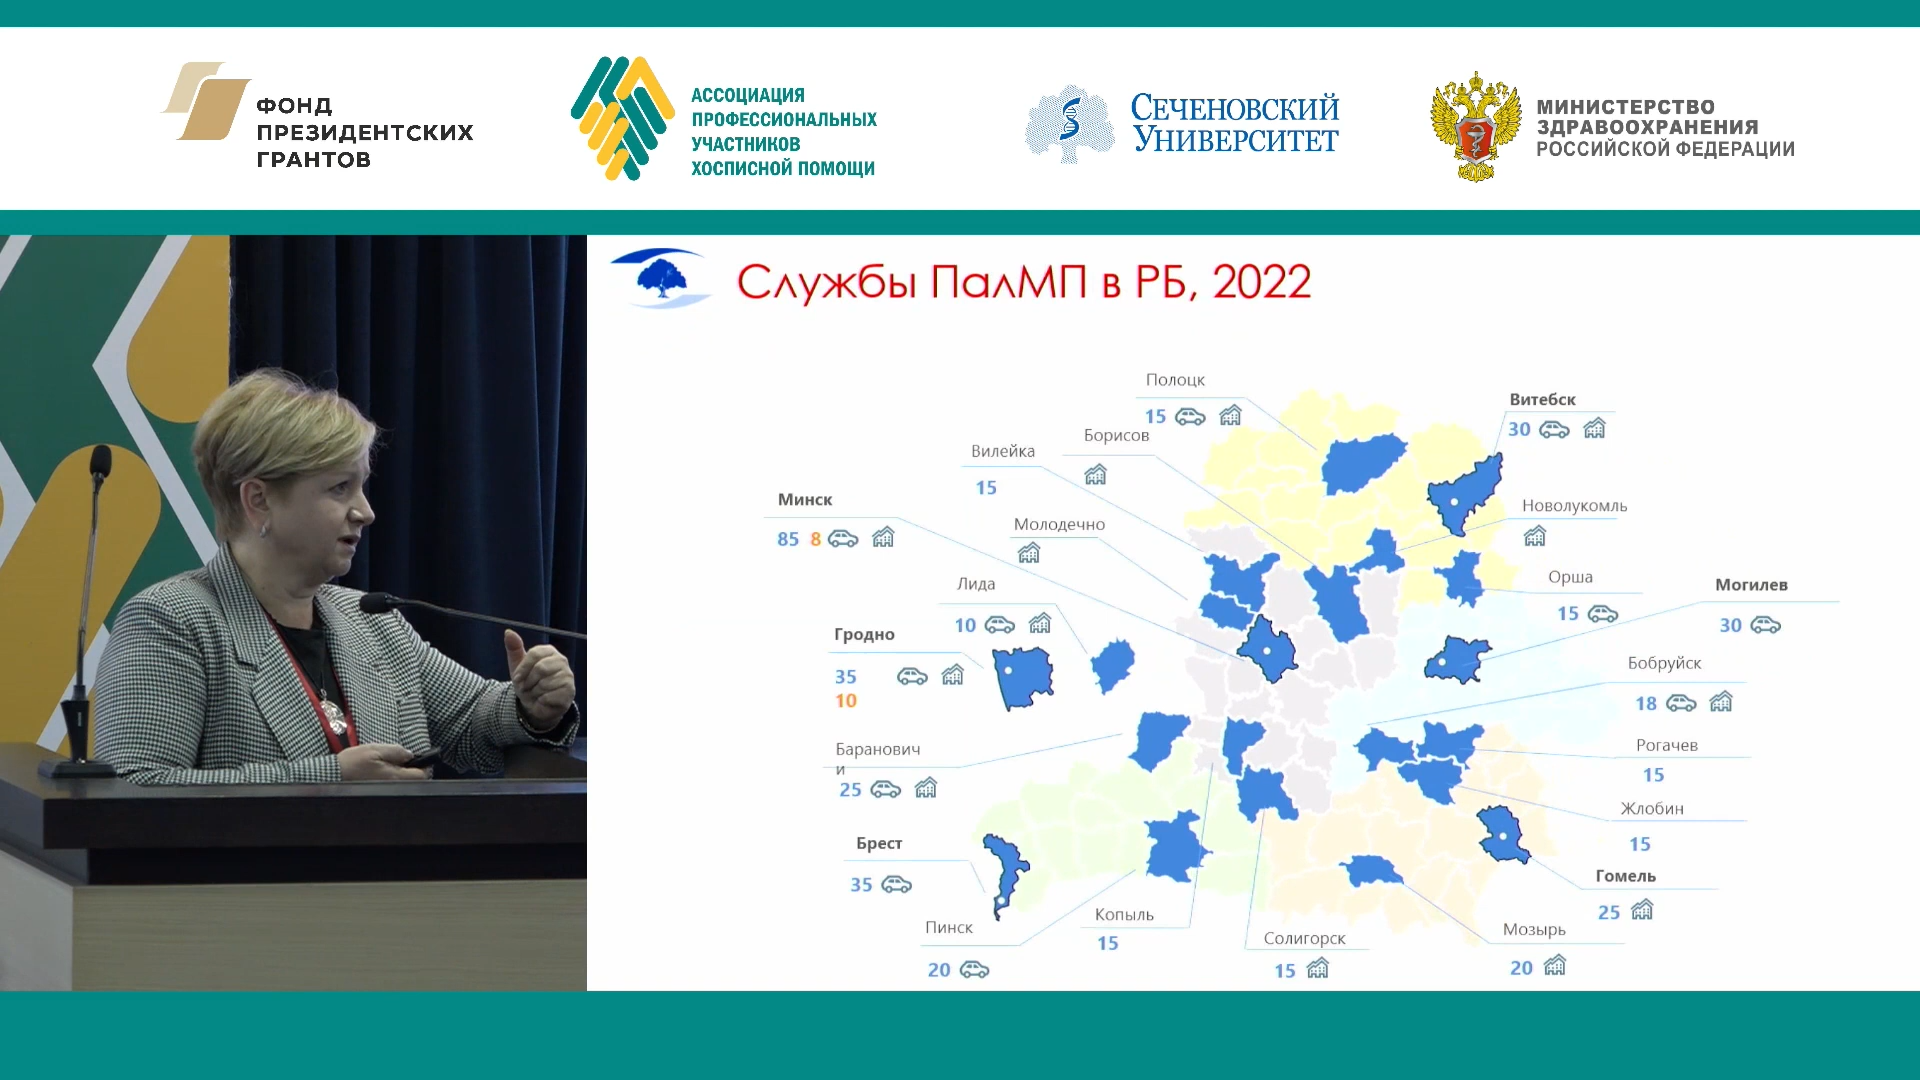 ФОНД
ПРЕЗИДЕНТСКИХ
ГРАНТОВ
АССОЦИАЦИЯ
ПРОФЕССИОНАЛЬНЫХ
УЧАСТНИКОВ
ХОСПИСНОЙ ПОМОЩИ
СЕЧЕНОВСКИЙ
УНИВЕРСИТЕТ
МИНИСТЕРСТВО
ЗДРАВООХРАНЕНИЯ
РОССИЙСКОЙ ФЕДЕРАЦИИ
Службы ПалМП в РБ, 2022
Полоцк
15
Витебск
30
Борисов
Вилейка
15
Минск
85 8
Новолукомль
Молодечно
Лида
10
Орша
15
Могилев
30
Гродно
35
10
Бобруйск
18
Баранович
и
25
Рогачев
15
Жлобин
15
Брест
35
Гомель
25
Пинск
20
Копыль
15
Солигорск
15
Мозырь
20